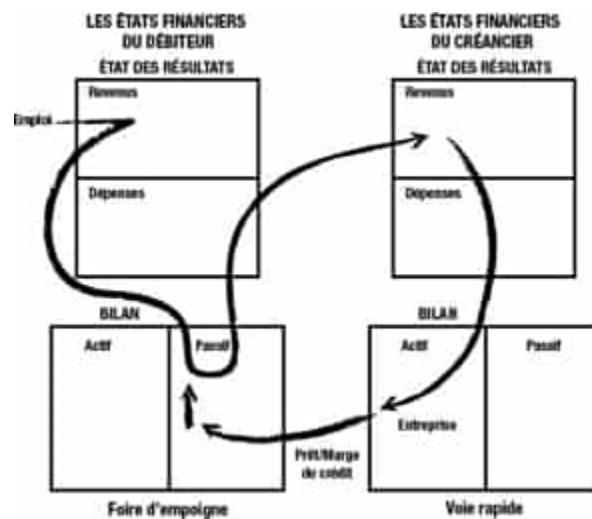 LES ÉTATS FINANCIERS
DU DÉBITEUR
ÉTAT DES RÉSULTATS
Revenus
Emploi
Dépenses
BILAN
Actif
Passif
Foire d'empoigne
LES ÉTATS FINANCIERS
DU CRÉANCIER
ÉTAT DES RÉSULTATS
Revenus
Dépenses
BILAN
Actif
Passif
Entreprise
Prêt/Marge
de crédit
Voie rapide